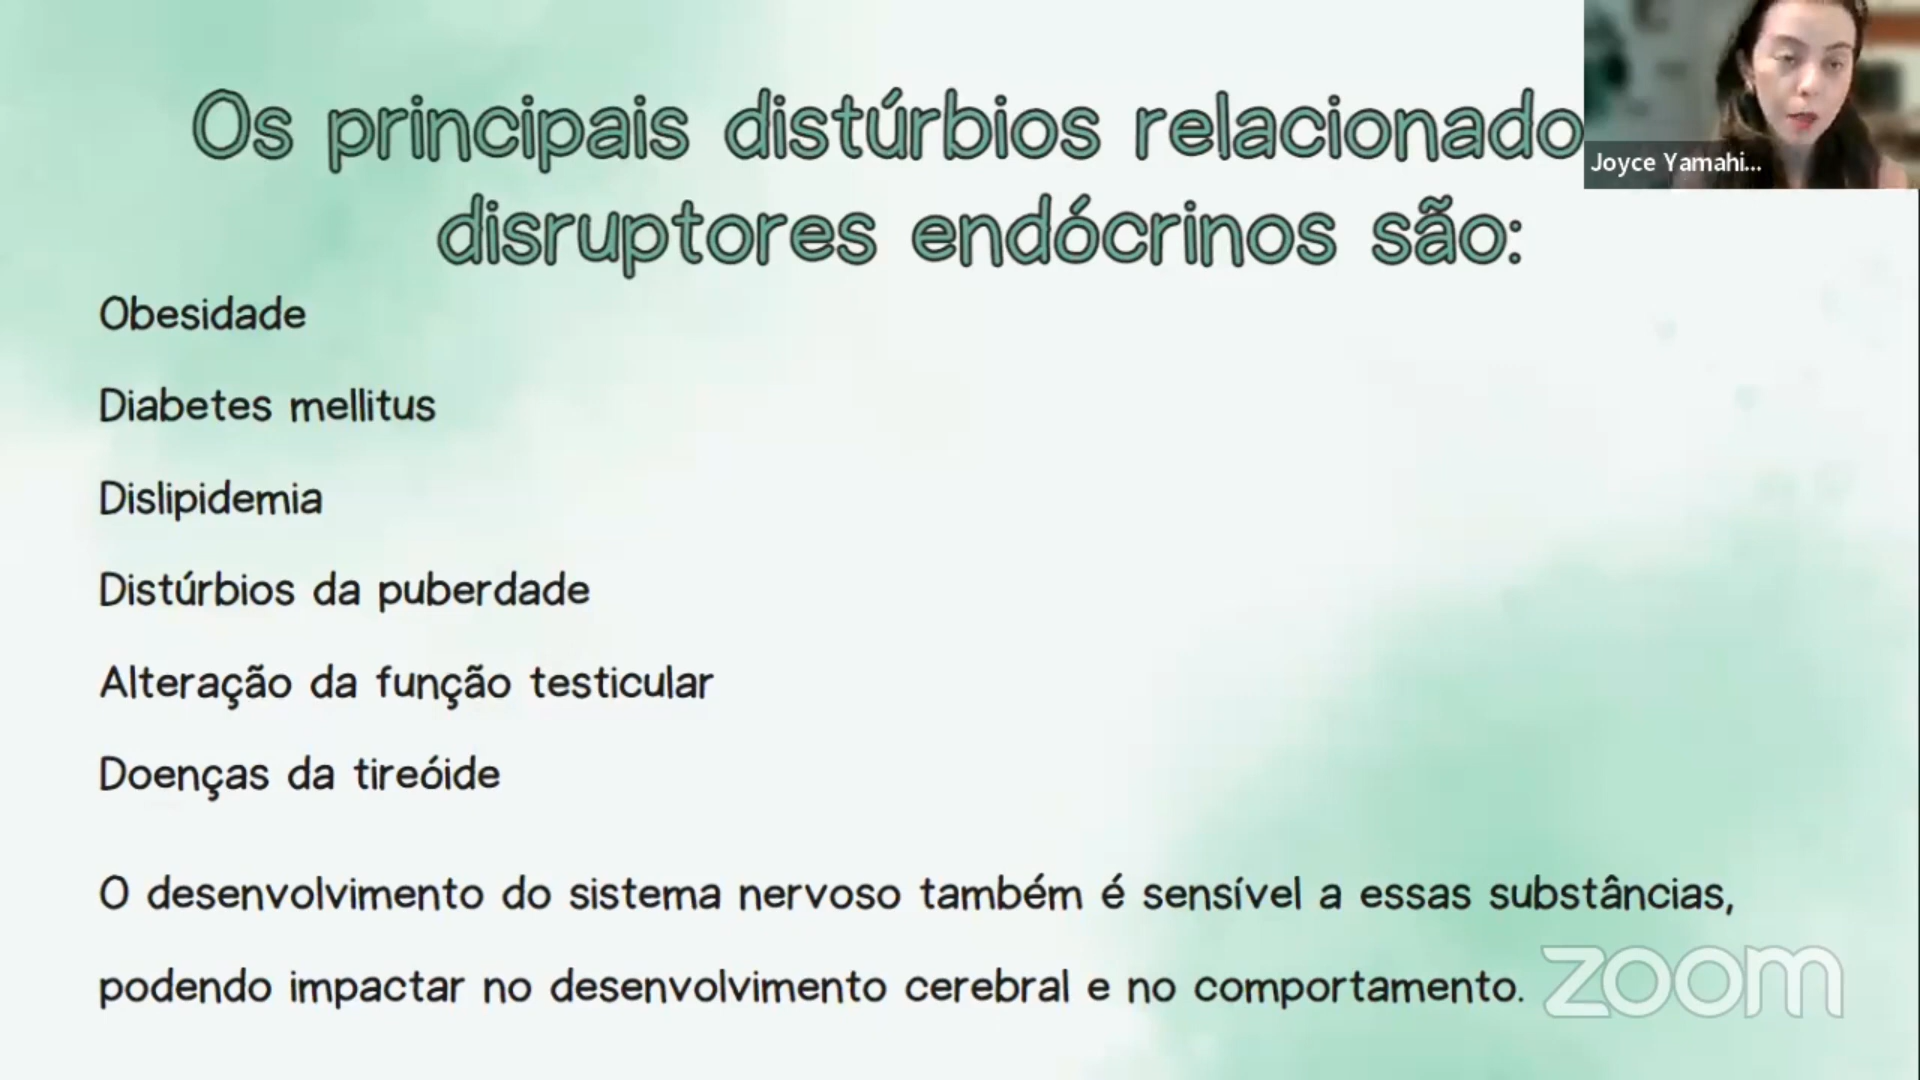 Os principais distúrbios relacionado
disruptores endócrinos são:
Joyce Yamahi...
Obesidade
Diabetes mellitus
Dislipidemia
Distúrbios da puberdade
Alteração da função testicular
Doenças da tireóide
O desenvolvimento do sistema nervoso também é sensível a essas substâncias,
podendo impactar no desenvolvimento cerebral e no comportamento.
zoom